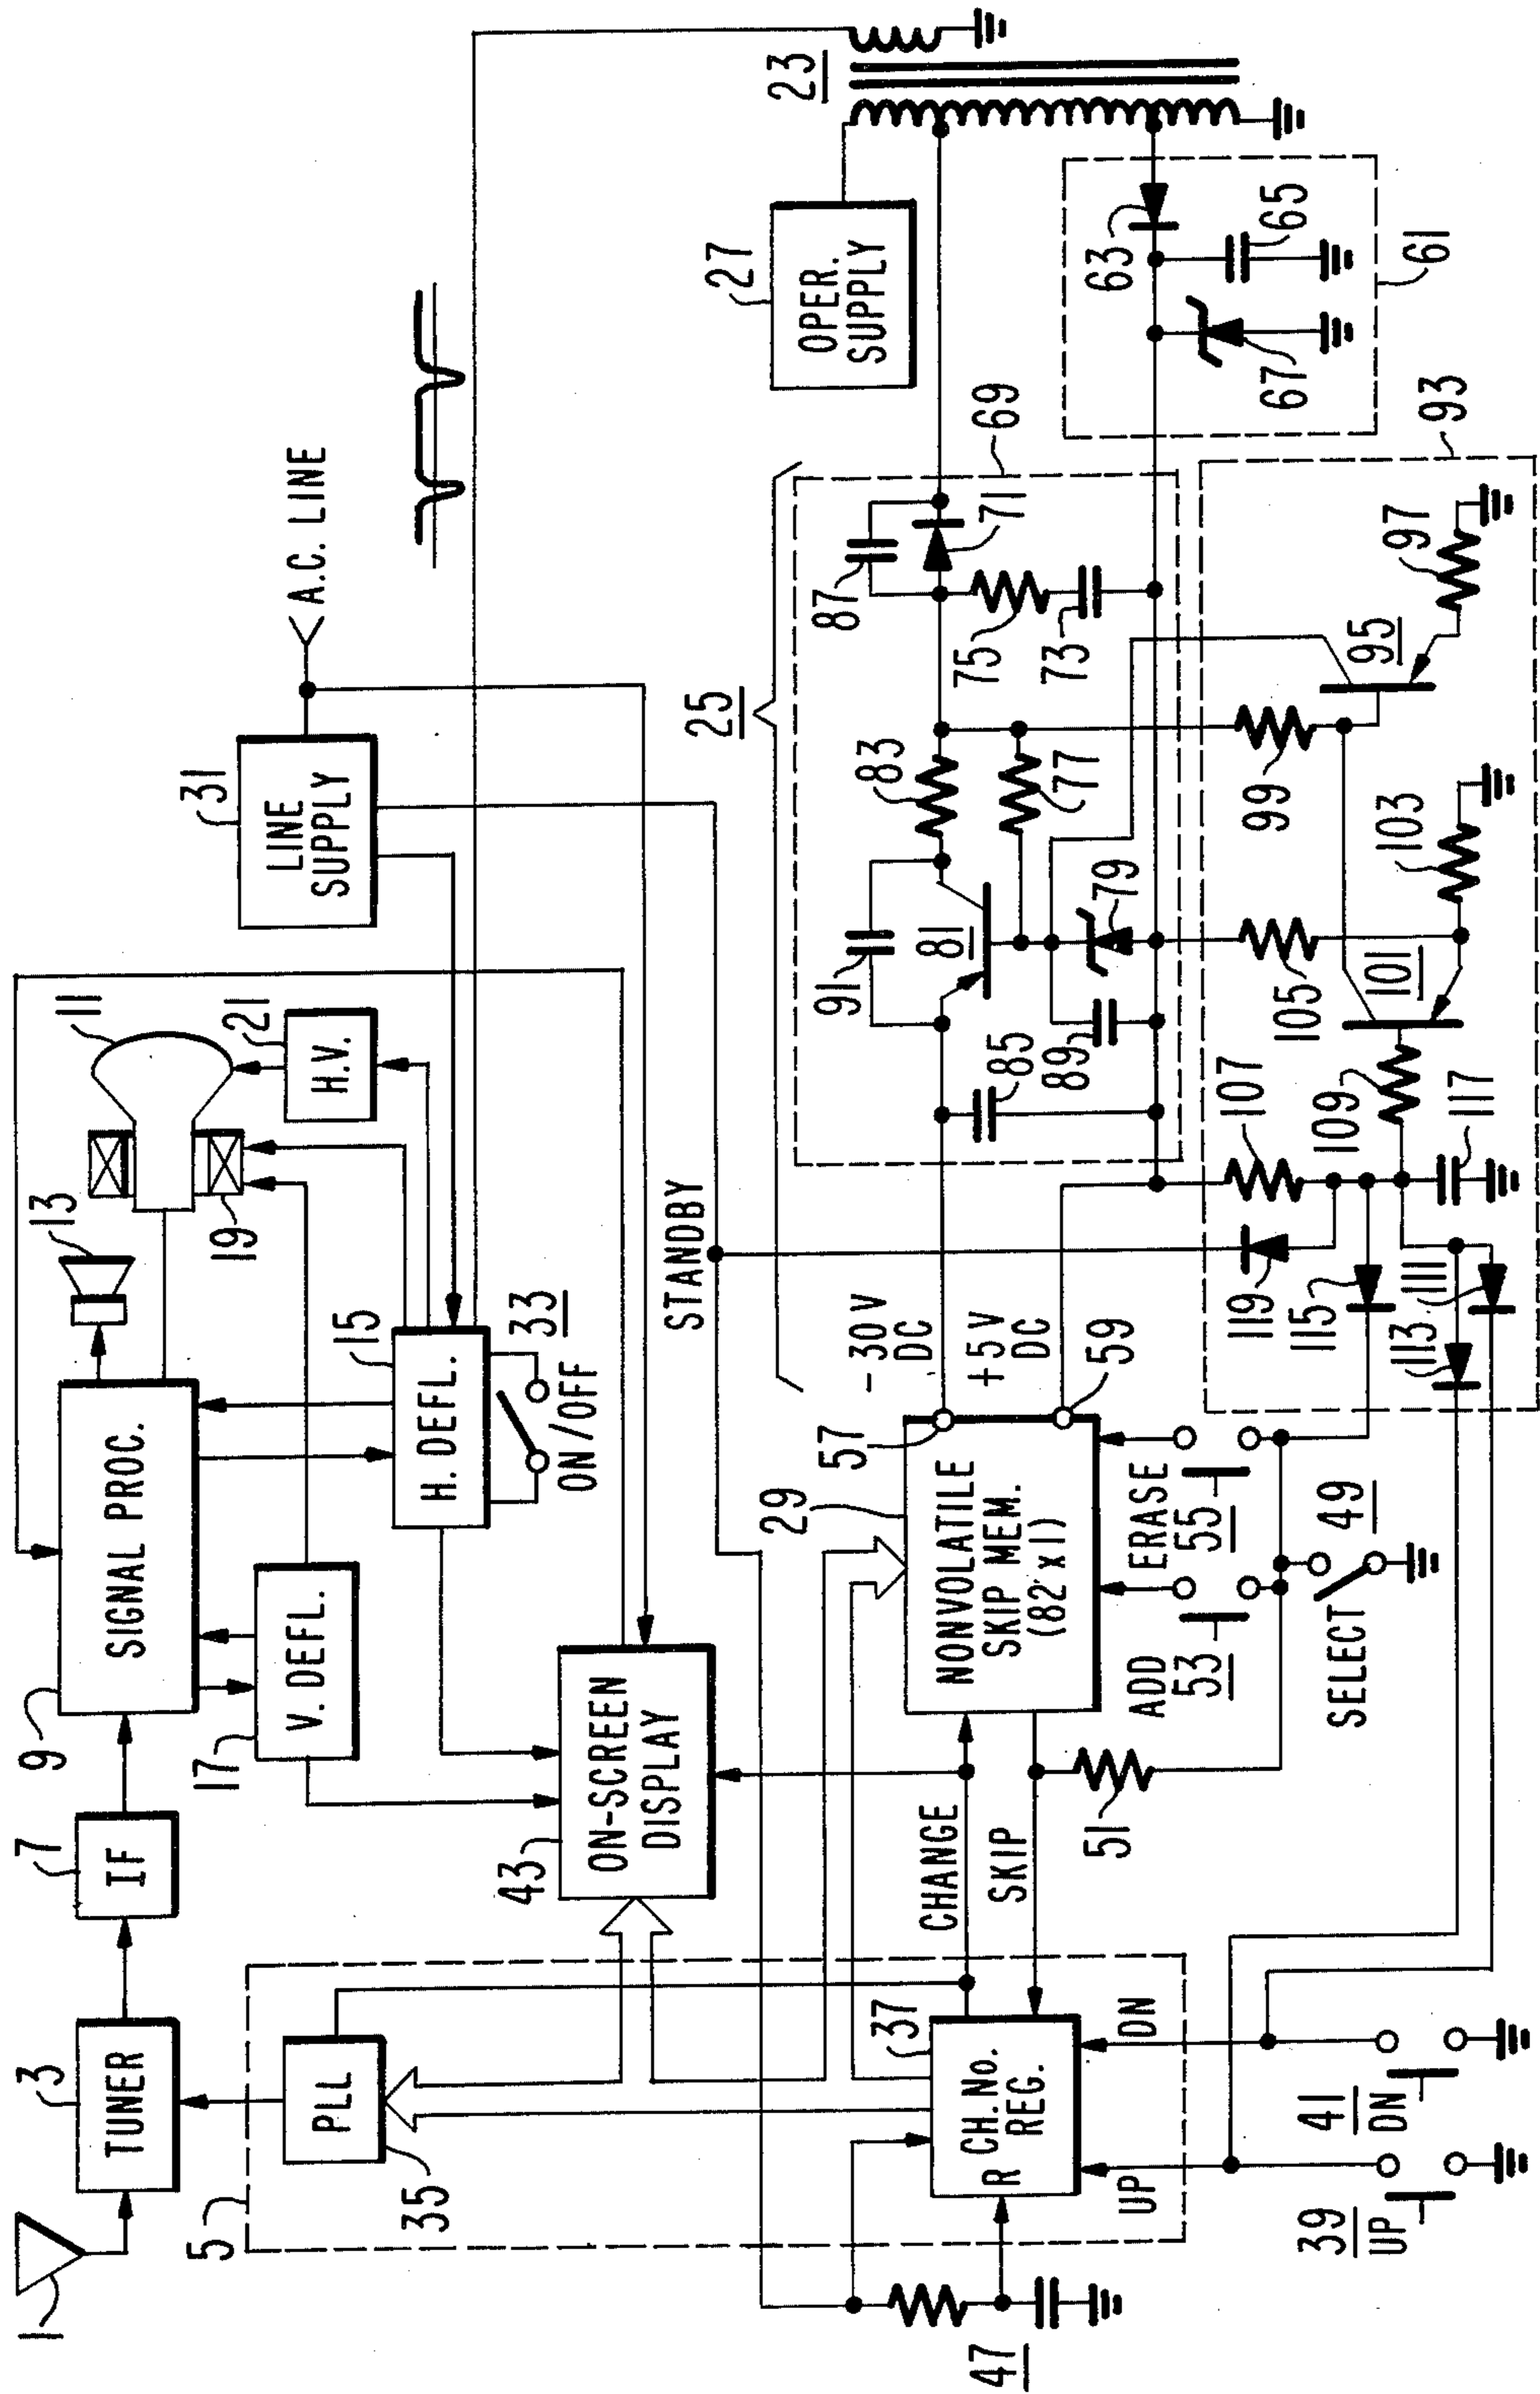 1
3
TUNER
7
IF
9
SIGNAL PROC.
13
11
31
LINE
SUPPLY
A.C. LINE
23
5
35
PLL
17
V. DEFL.
19
21
H.V.
15
H. DEFL.
33
ON/OFF
43
ON-SCREEN
DISPLAY
STANDBY
25
27
OPER.
SUPPLY
47
37
CH. No.
REG.
R
UP
DN
CHANGE
SKIP
29
NONVOLATILE
SKIP MEM.
(82 x 1)
57
59
-30V
DC
+5V
DC
69
87
71
75
73
83
77
91
81
79
85
89
61
63
65
67
93
95
97
99
101
103
105
107
109
117
119
115
113
111
51
ADD
53
ERASE
55
SELECT
49
39
UP
41
DN